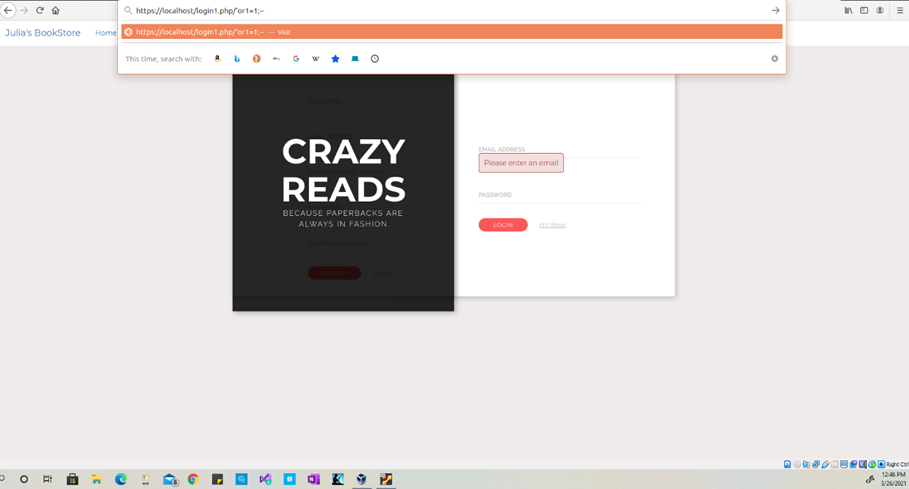 https://localhost/login1.php/'or1=1;--
https://localhost/login1.php/'or1=1;-- — Visit
Julia's BookStore Home
This time, search with:
CRAZY
READS
BECAUSE PAPERBACKS ARE
ALWAYS IN FASHION
EMAIL ADDRESS
Please enter an email
PASSWORD
LOGIN I'm New
Right Ctrl
12:46 PM
3/26/2021